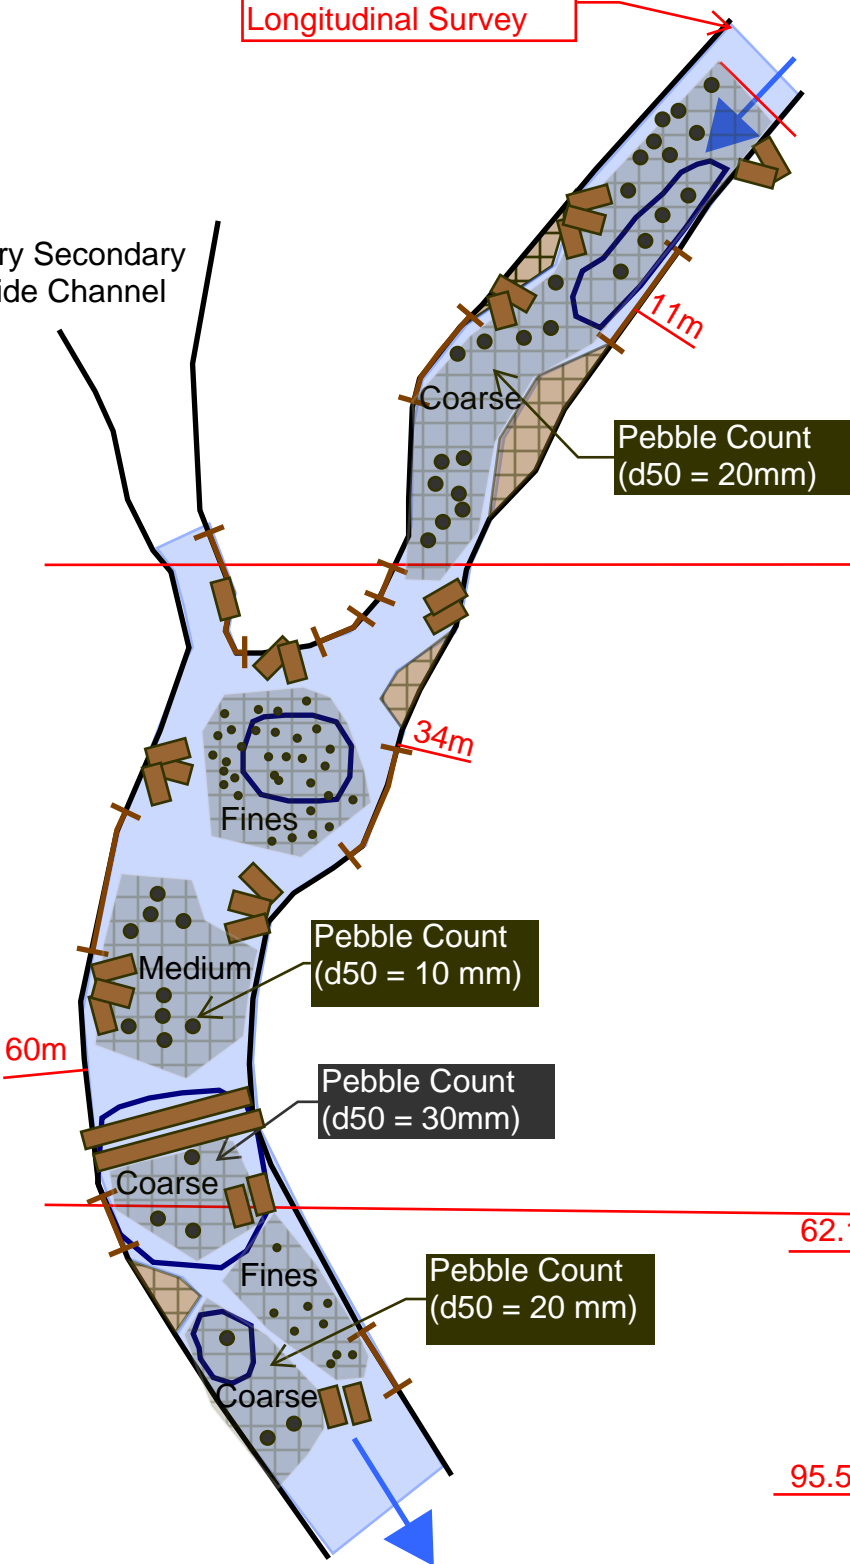 Longitudinal Survey
ry Secondary
ide Channel
11m
Coarse
Pebble Count
(d50 = 20mm)
34m
Fines
Pebble Count
(d50 = 10 mm)
Medium
60m
Pebble Count
(d50 = 30mm)
Coarse
62.
Fines
Pebble Count
(d50 = 20 mm)
Coarse
95.5